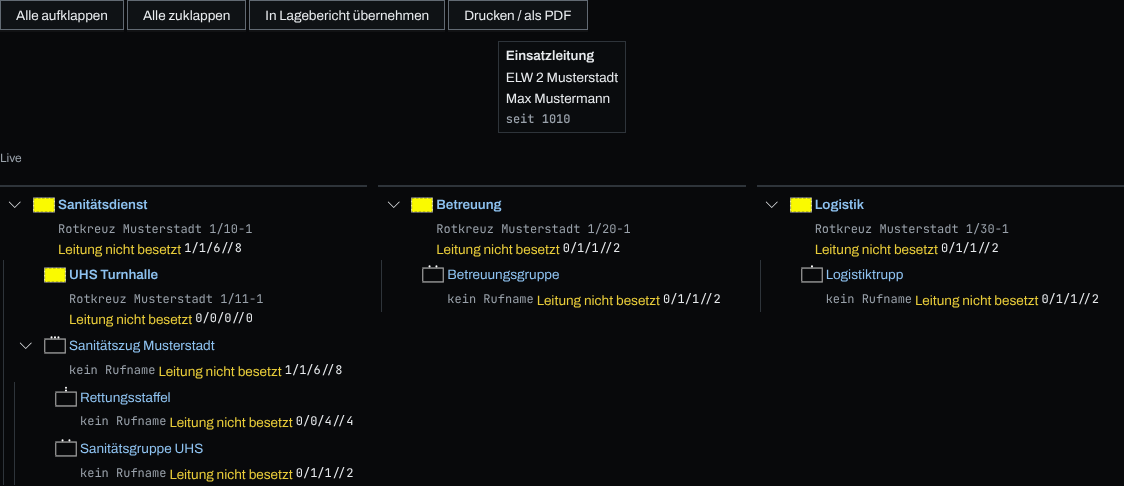 Alle aufklappen
Alle zuklappen
In Lagebericht übernehmen
Drucken / als PDF
Einsatzleitung
ELW 2 Musterstadt
Max Mustermann
seit 1010
Live
Sanitätsdienst
Rotkreuz Musterstadt 1/10-1
Leitung nicht besetzt 1/1/6//8
UHS Turnhalle
Rotkreuz Musterstadt 1/11-1
Leitung nicht besetzt 0/0/0//0
Sanitätszug Musterstadt
kein Rufname Leitung nicht besetzt 1/1/6//8
Rettungsstaffel
kein Rufname Leitung nicht besetzt 0/0/4//4
Sanitätsgruppe UHS
kein Rufname Leitung nicht besetzt 0/1/1//2
Betreuung
Rotkreuz Musterstadt 1/20-1
Leitung nicht besetzt 0/1/1//2
Betreuungsgruppe
kein Rufname Leitung nicht besetzt 0/1/1//2
Logistik
Rotkreuz Musterstadt 1/30-1
Leitung nicht besetzt 0/1/1//2
Logistiktrupp
kein Rufname Leitung nicht besetzt 0/1/1//2